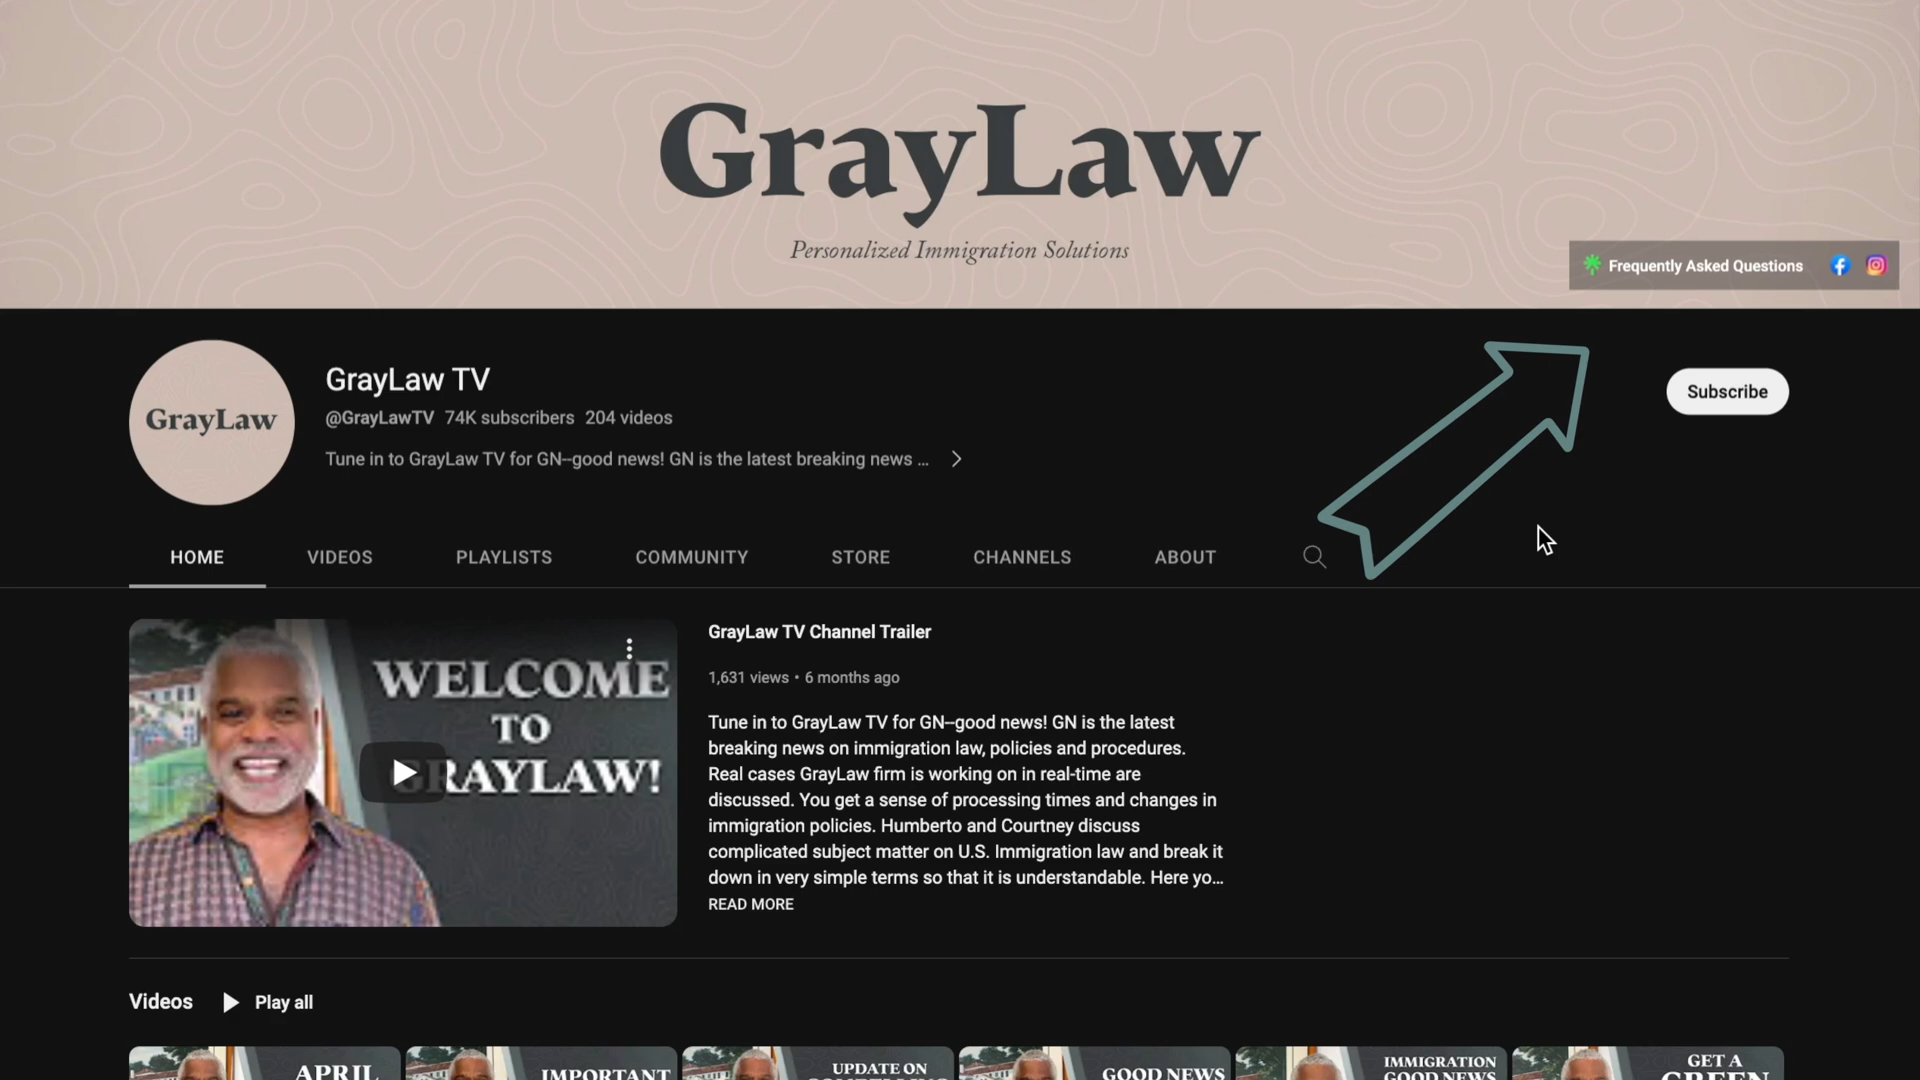 GrayLaw
Personalized Immigration Solutions
Frequently Asked Questions
GrayLaw
GrayLaw TV
@GrayLawTV 74K subscribers 204 videos
Tune in to GrayLaw TV for GN--good news! GN is the latest breaking news ...
Subscribe
HOME VIDEOS PLAYLISTS COMMUNITY STORE CHANNELS ABOUT
WELCOME
TO
GRAYLAW!
GrayLaw TV Channel Trailer
1,631 views • 6 months ago
Tune in to GrayLaw TV for GN--good news! GN is the latest
breaking news on immigration law, policies and procedures.
Real cases GrayLaw firm is working on in real-time are
discussed. You get a sense of processing times and changes in
immigration policies. Humberto and Courtney discuss
complicated subject matter on U.S. Immigration law and break it
down in very simple terms so that it is understandable. Here yo...
READ MORE
Videos Play all
APRIL
IMPORTANT
UPDATE ON
GOOD NEWS
IMMIGRATION
GOOD NEWS
GET A
GREEN